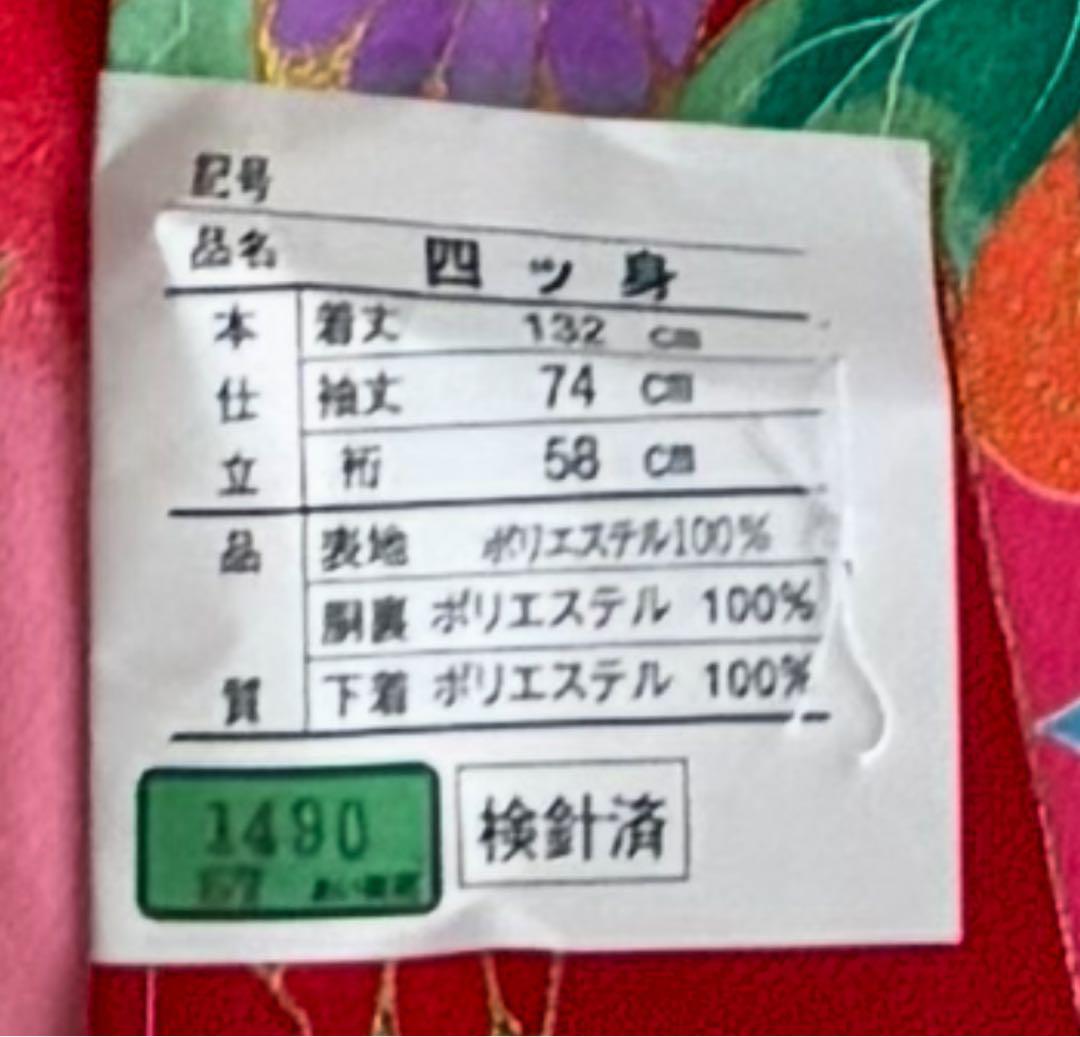 記号
品名 四ッ身
本仕立 着丈 132 cm
袖丈 74 cm
裄 58 cm
品質 表地 ポリエステル100%
胴裏 ポリエステル 100%
下着 ポリエステル 100%
1490
検針済